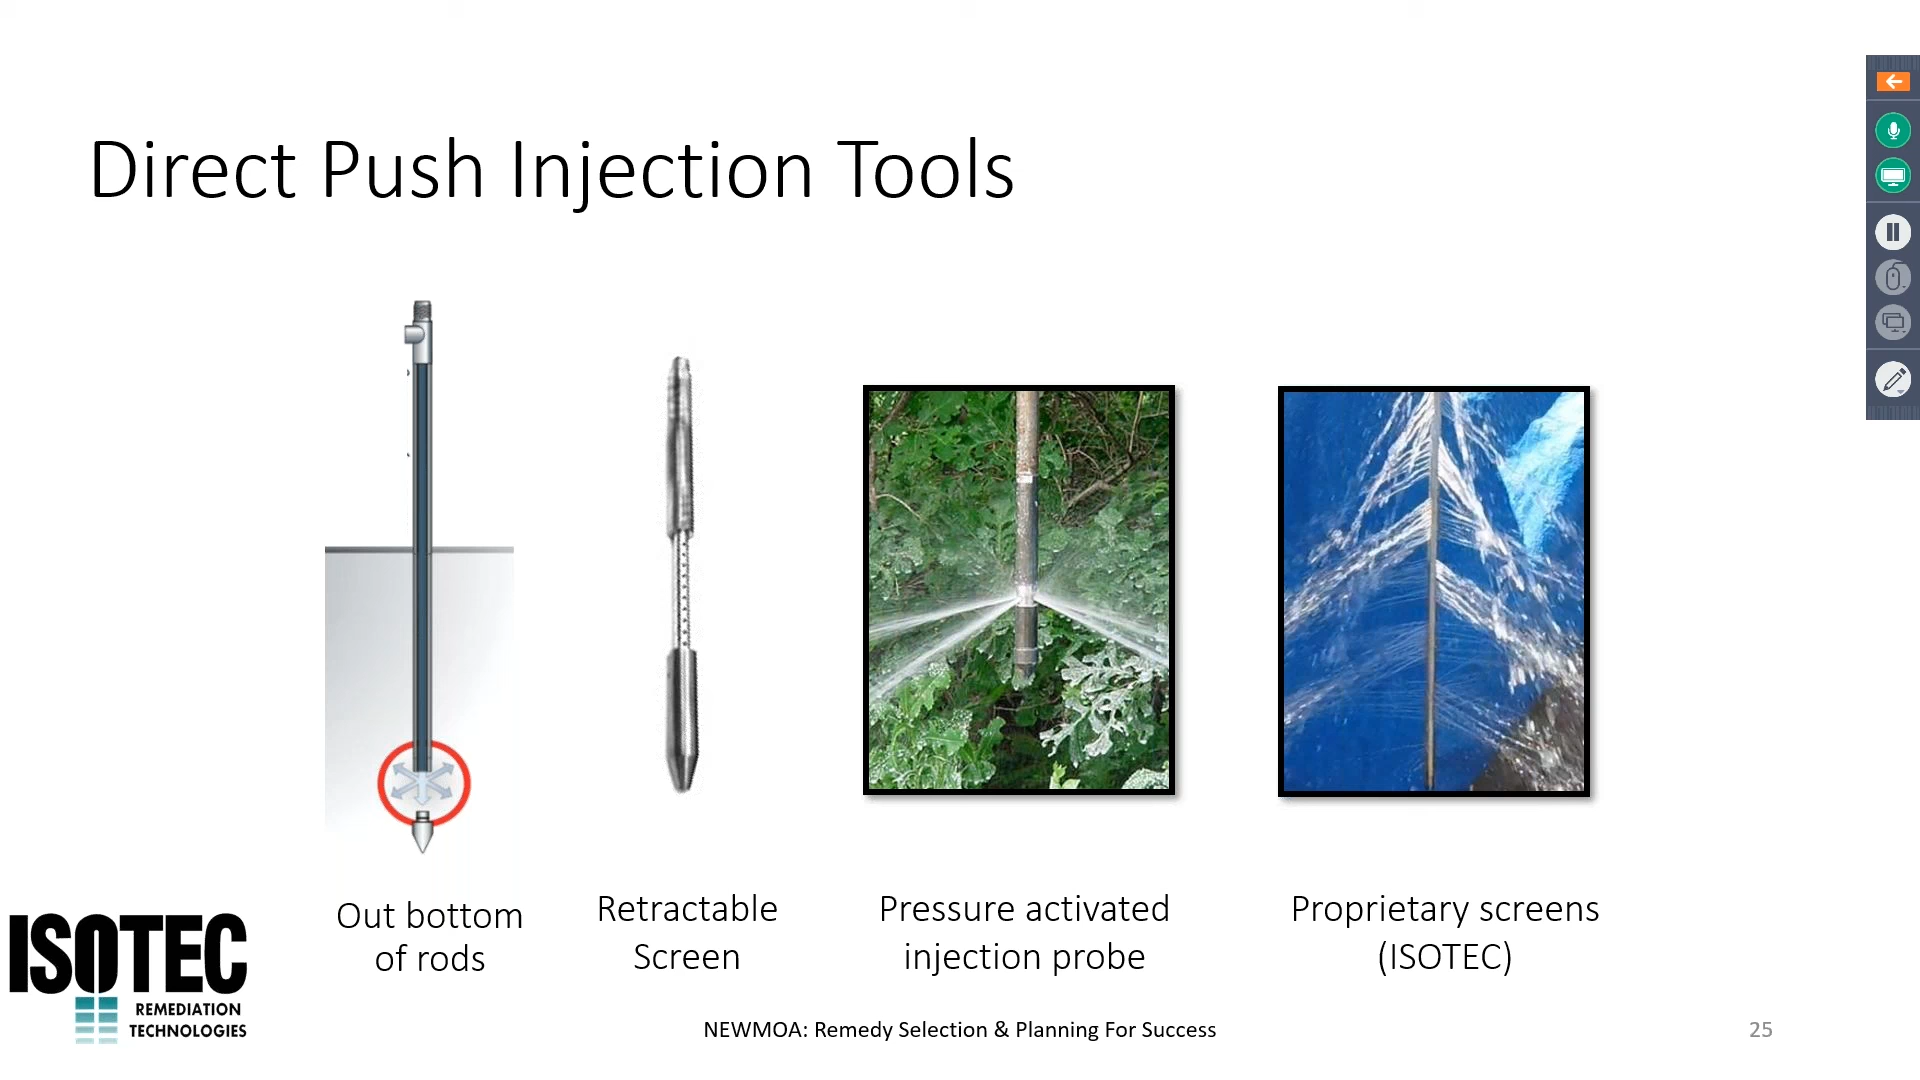 Direct Push Injection Tools
Out bottom
of rods
Retractable
Screen
Pressure activated
injection probe
Proprietary screens
(ISOTEC)
ISOTEC
REMEDIATION
TECHNOLOGIES
NEWMOA: Remedy Selection & Planning For Success
25